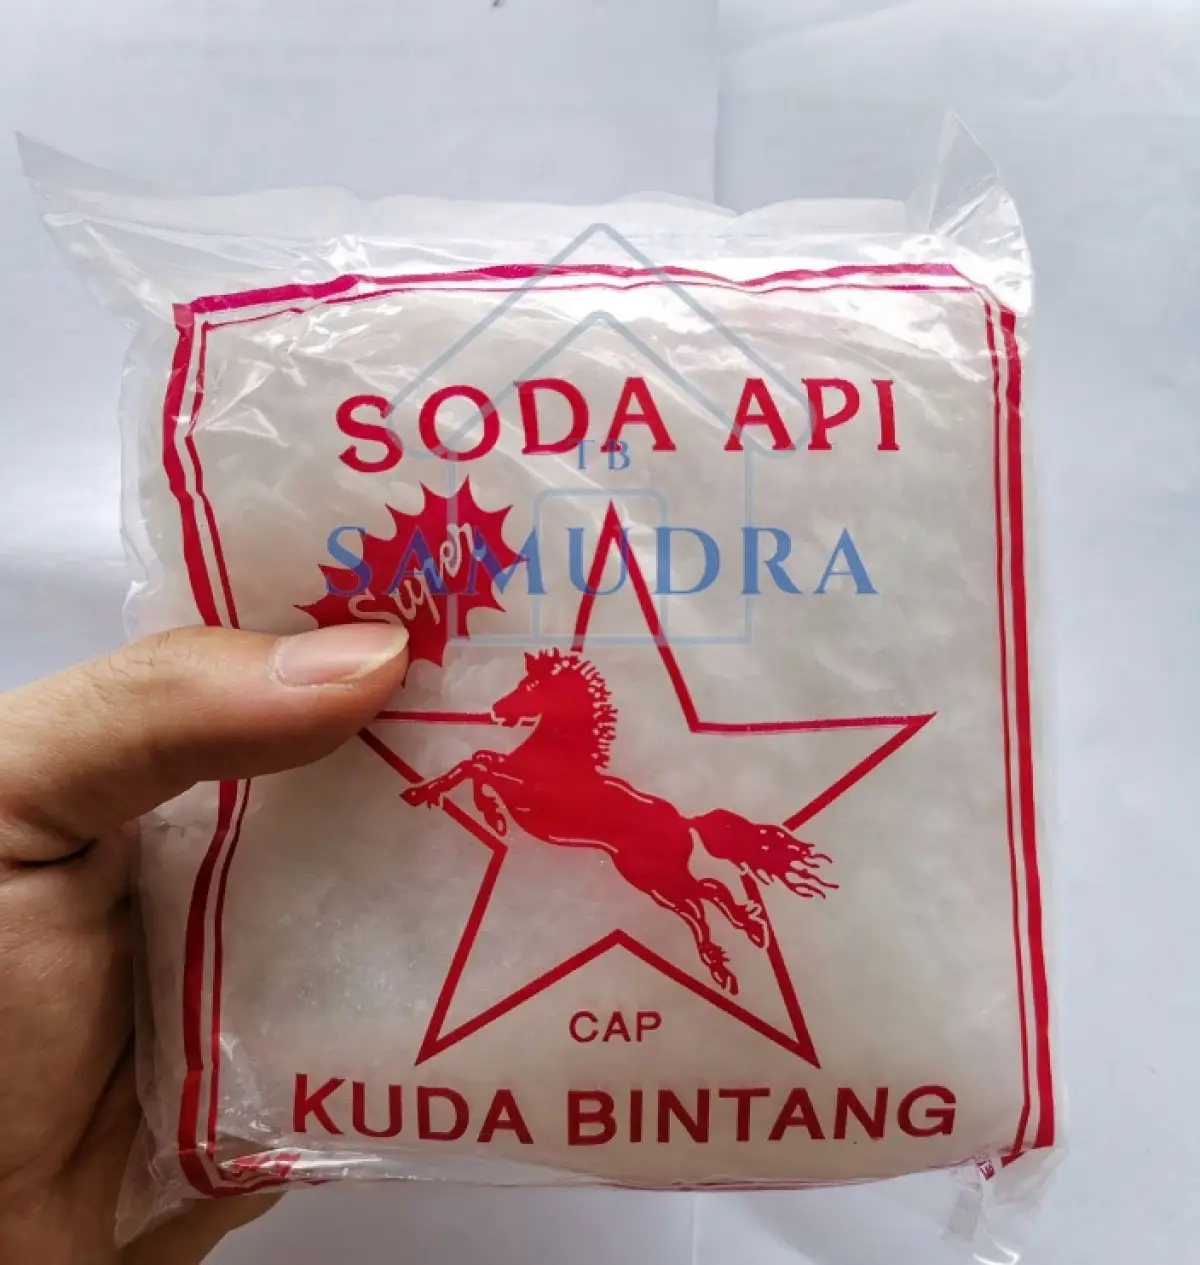 SODA API
TB
SAMUDRA
Super
CAP
KUDA BINTANG